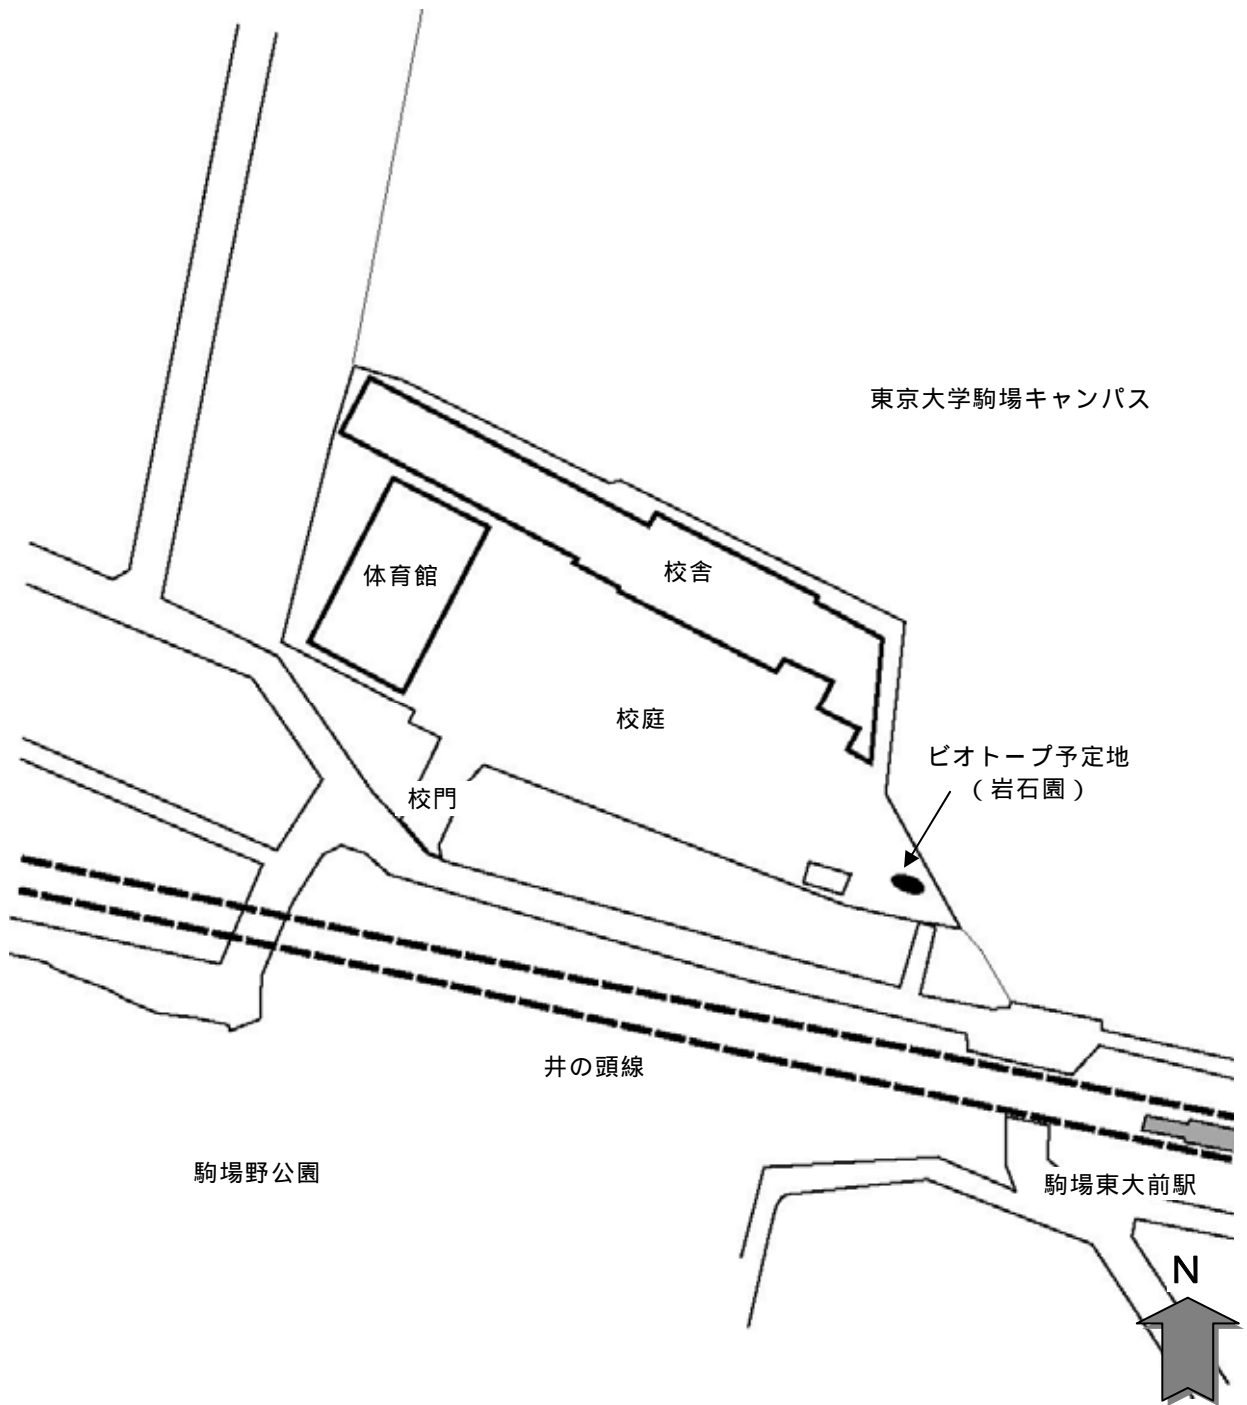 東京大学駒場キャンパス
体育館
校舎
校庭
ビオトープ予定地
（岩石園）
校門
井の頭線
駒場野公園
駒場東大前駅
N